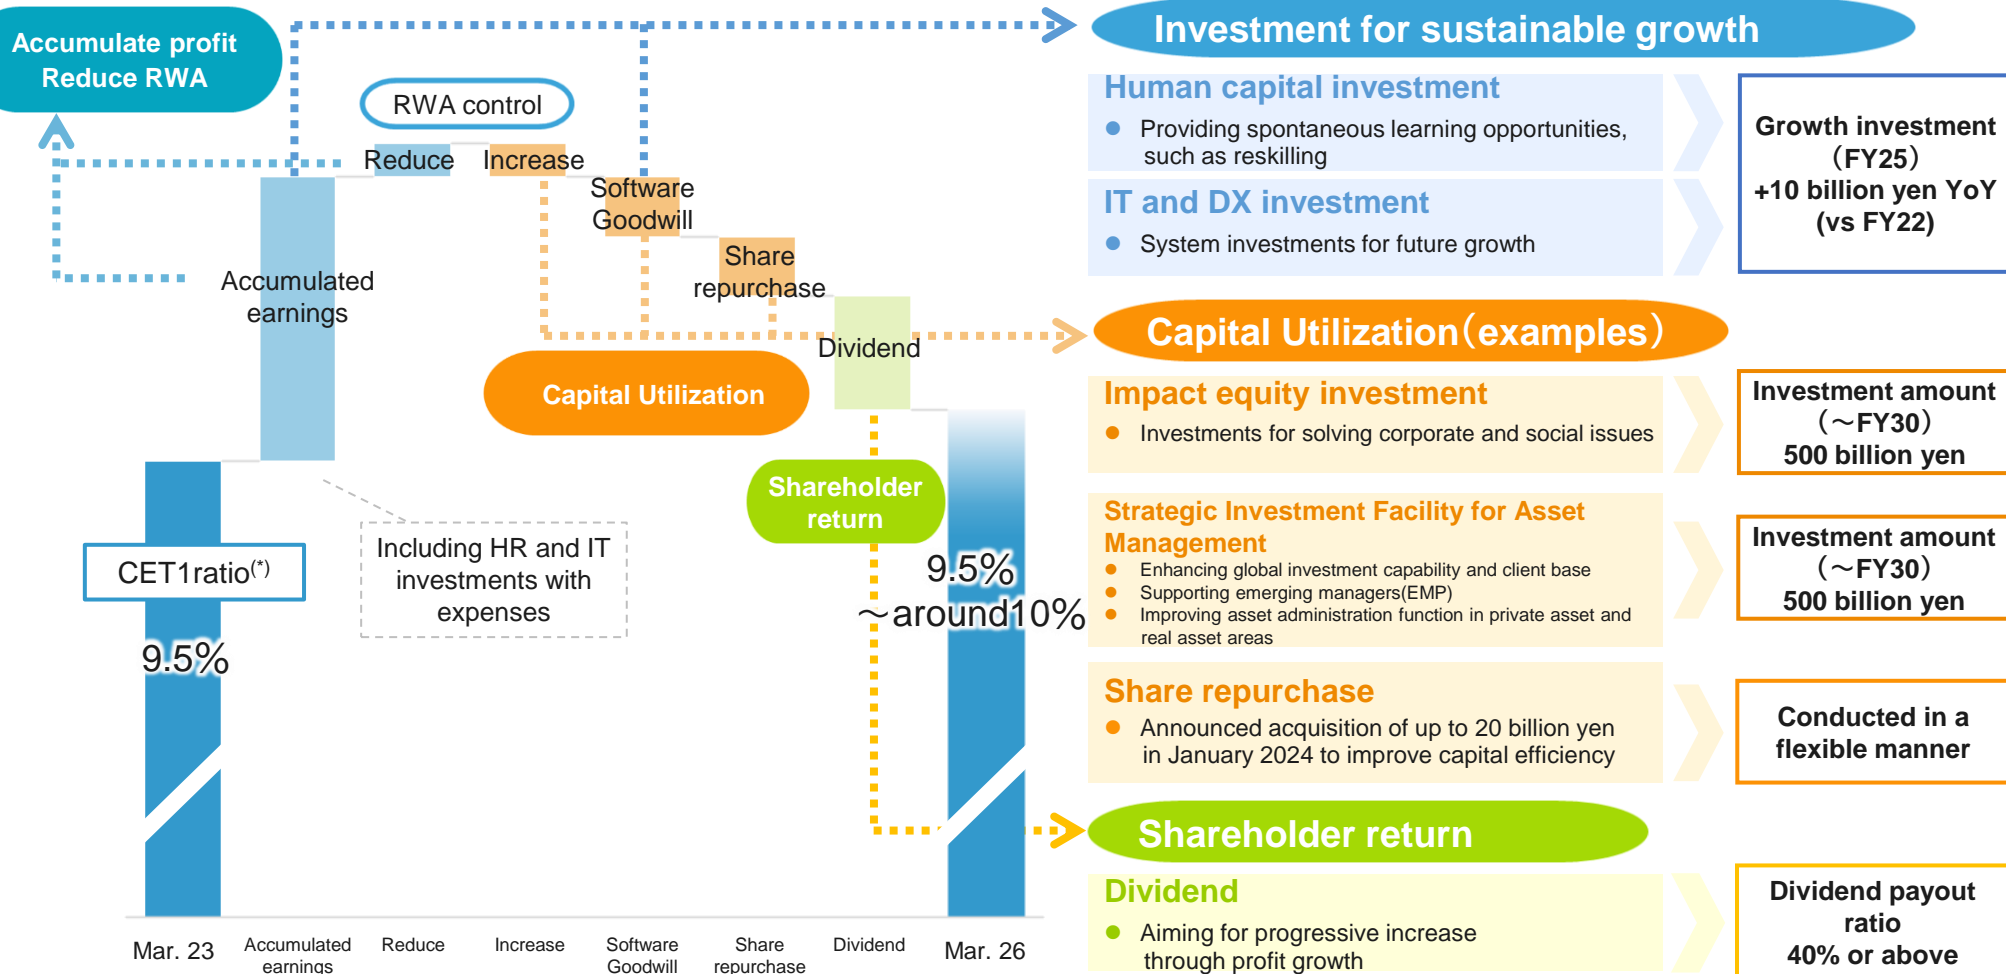 Accumulate profit
Reduce RWA
RWA control
Reduce
Increase
Software
Goodwill
Share
repurchase
Accumulated
earnings
Dividend
Capital Utilization
Shareholder
return
Including HR and IT
investments with
expenses
CET1ratio(*)
9.5%
9.5%
～around10%
Mar. 23
Accumulated
earnings
Reduce
Increase
Software
Goodwill
Share
repurchase
Dividend
Mar. 26
Investment for sustainable growth
Human capital investment
● Providing spontaneous learning opportunities,
such as reskilling
IT and DX investment
● System investments for future growth
Growth investment
（FY25）
+10 billion yen YoY
(vs FY22)
Capital Utilization（examples）
Impact equity investment
● Investments for solving corporate and social issues
Investment amount
（～FY30）
500 billion yen
Strategic Investment Facility for Asset
Management
● Enhancing global investment capability and client base
● Supporting emerging managers(EMP)
● Improving asset administration function in private asset and
real asset areas
Investment amount
（～FY30）
500 billion yen
Share repurchase
● Announced acquisition of up to 20 billion yen
in January 2024 to improve capital efficiency
Conducted in a
flexible manner
Shareholder return
Dividend
● Aiming for progressive increase
through profit growth
Dividend payout
ratio
40% or above